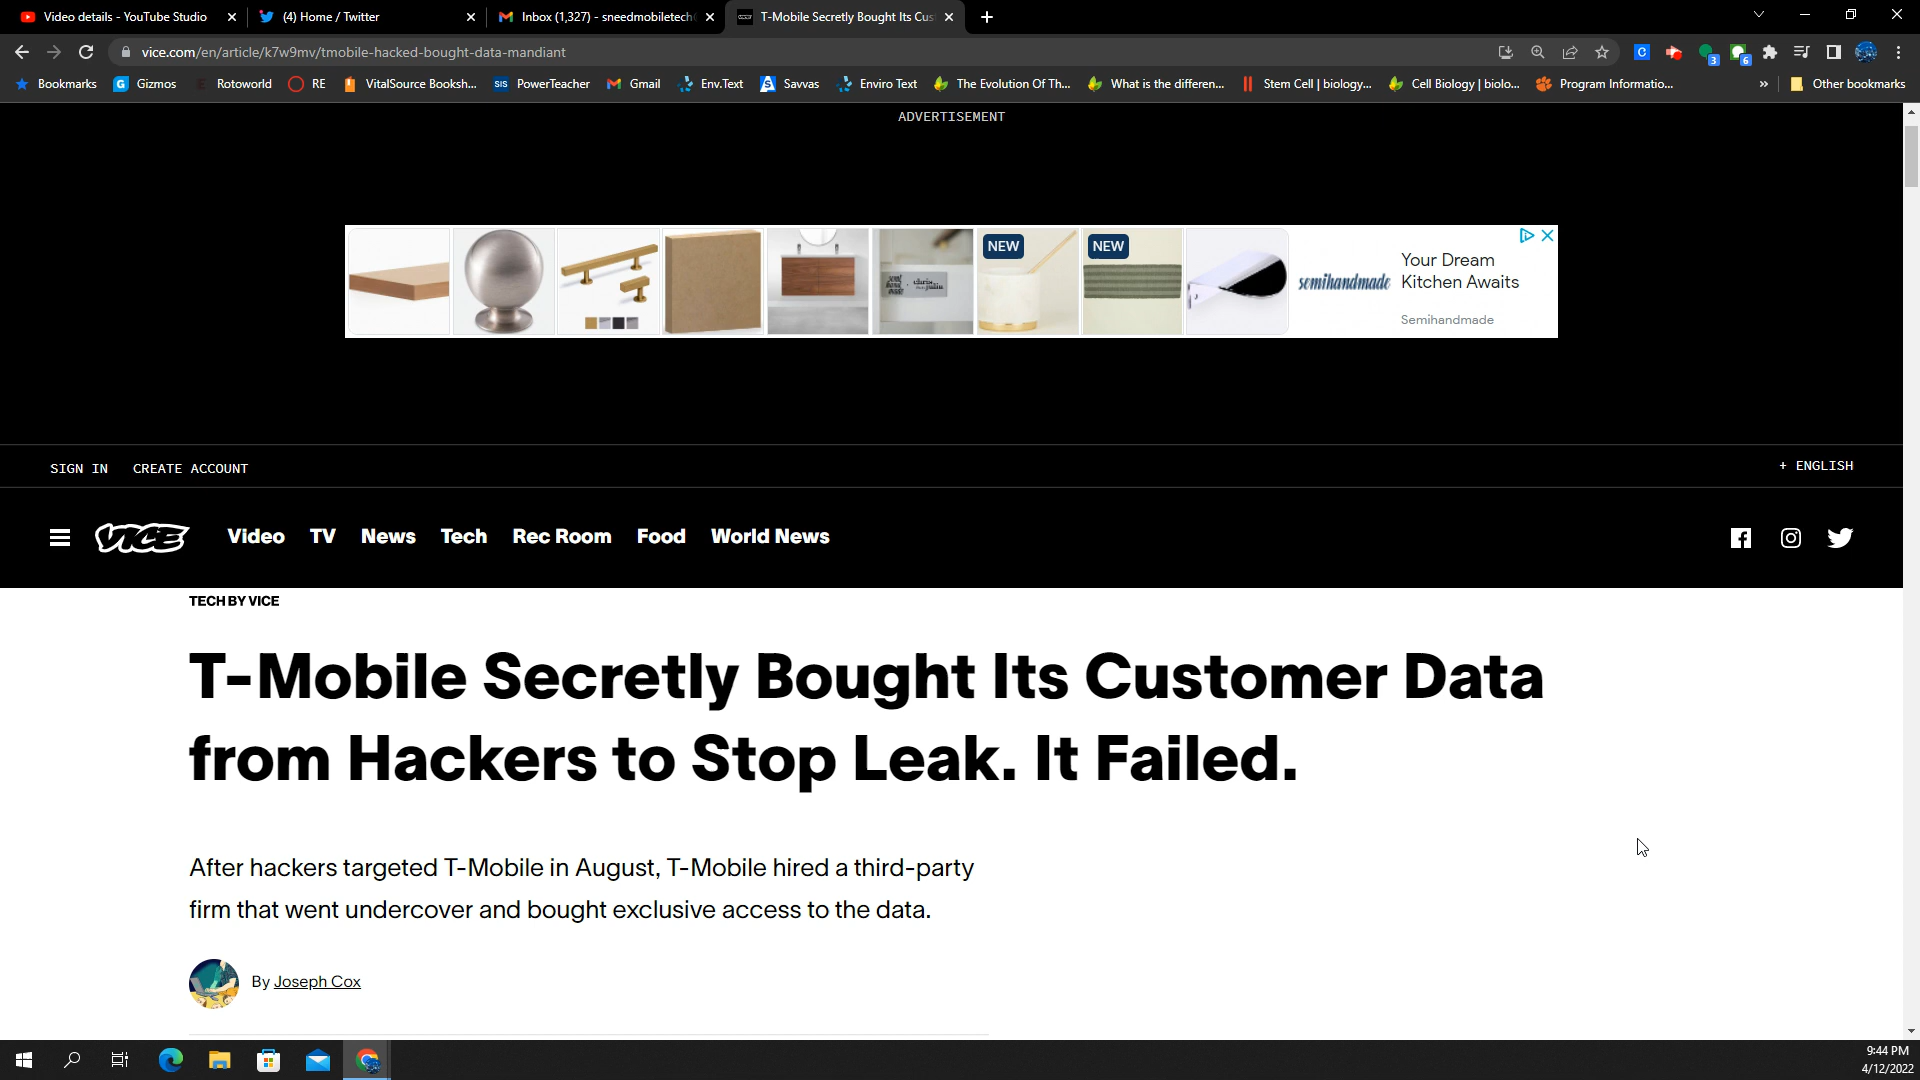 Video details - YouTube Studio
(4) Home / Twitter
Inbox (1,327) - sneedmobiletech
T-Mobile Secretly Bought Its Cus
vice.com/en/article/k7w9mv/tmobile-hacked-bought-data-mandiant
3
6
Bookmarks
Gizmos
Rotoworld
RE
VitalSource Booksh...
SIS PowerTeacher
Gmail
Env.Text
Savvas
Enviro Text
The Evolution Of Th...
What is the differen...
Stem Cell | biology...
Cell Biology | biolo...
Program Informatio...
»
Other bookmarks
ADVERTISEMENT
NEW
NEW
semihandmade
Your Dream
Kitchen Awaits
Semihandmade
SIGN IN
CREATE ACCOUNT
+ ENGLISH
VICE
Video
TV
News
Tech
Rec Room
Food
World News
TECH BY VICE
T-Mobile Secretly Bought Its Customer Data
from Hackers to Stop Leak. It Failed.
After hackers targeted T-Mobile in August, T-Mobile hired a third-party
firm that went undercover and bought exclusive access to the data.
By Joseph Cox
9:44 PM
4/12/2022